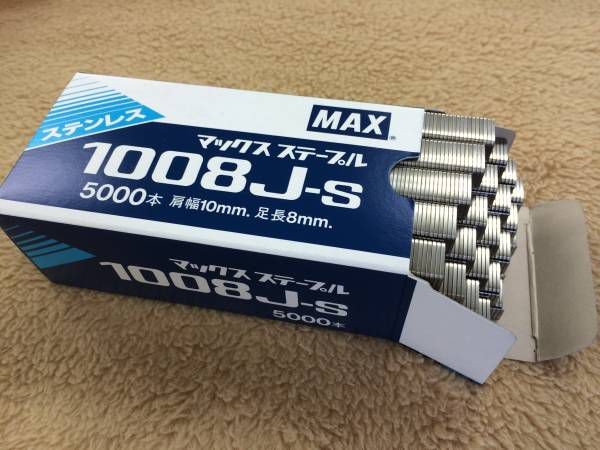 ステンレス
MAX®
マックス ステープル
1008J-S
5000本 肩幅10mm. 足長8mm.
マックス ステープル
1008J-S
5000本